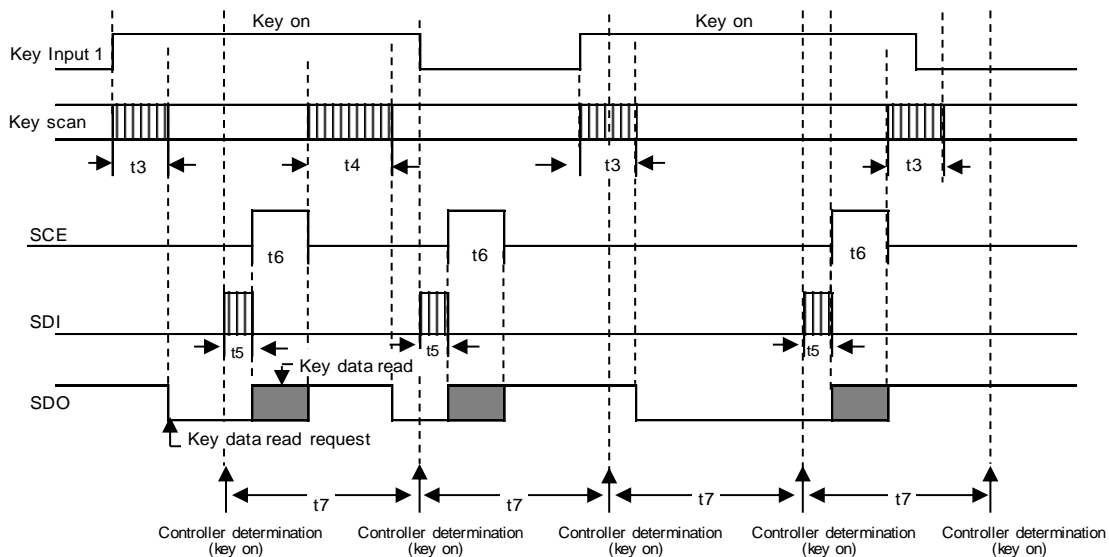 Key on
Key on
Key Input 1
Key scan
t3
t4
t3
t3
SCE
t6
t6
t6
SDI
t5
t5
t5
Key data read
SDO
Key data read request
t7
t7
t7
t7
Controller determination
(key on)
Controller determination
(key on)
Controller determination
(key on)
Controller determination
(key on)
Controller determination
(key on)